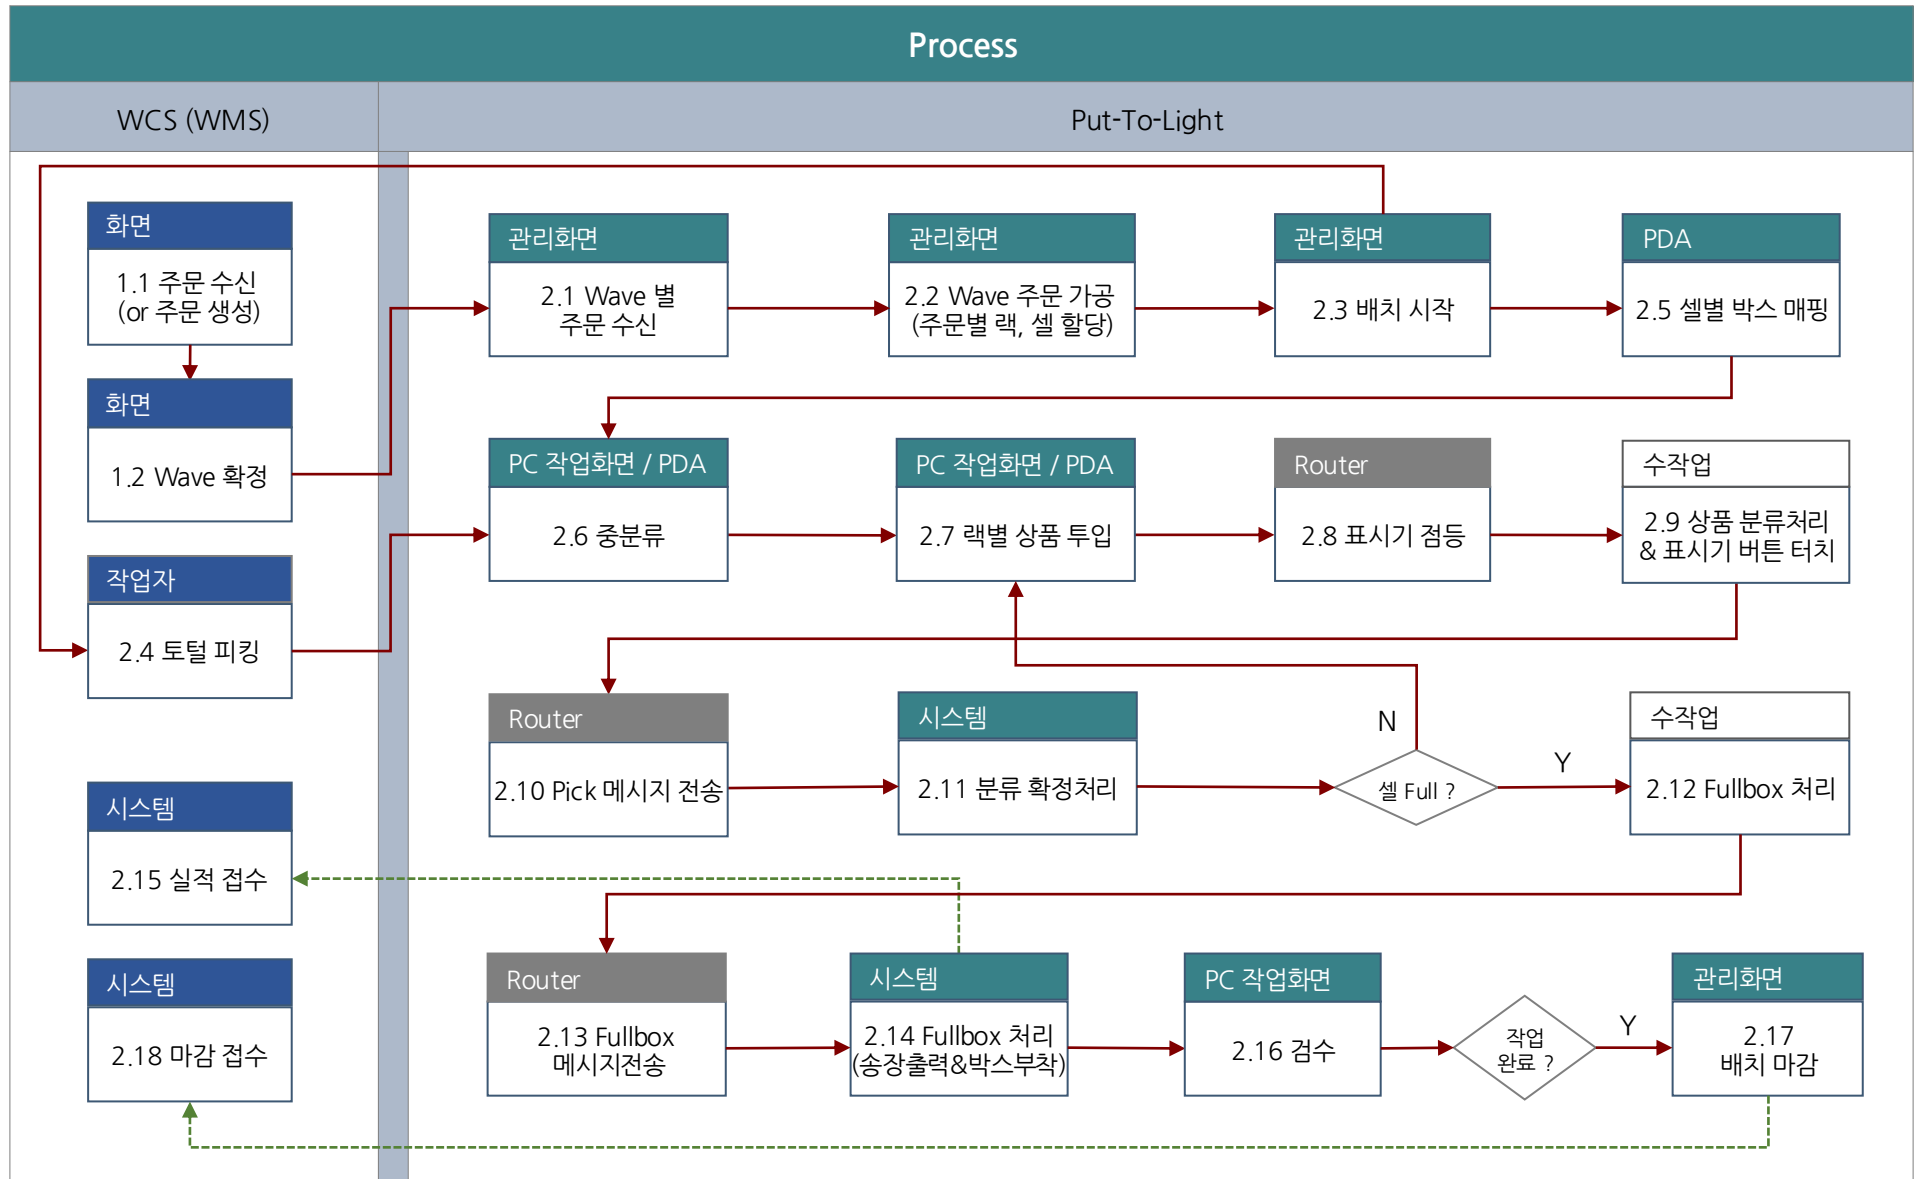 Process
WCS (WMS)
Put-To-Light
화면
1.1 주문 수신
(or 주문 생성)
화면
1.2 Wave 확정
작업자
2.4 토털 피킹
시스템
2.15 실적 접수
시스템
2.18 마감 접수
관리화면
2.1 Wave 별
주문 수신
관리화면
2.2 Wave 주문 가공
(주문별 랙, 셀 할당)
관리화면
2.3 배치 시작
PDA
2.5 셀별 박스 매핑
PC 작업화면 / PDA
2.6 중분류
PC 작업화면 / PDA
2.7 랙별 상품 투입
Router
2.8 표시기 점등
수작업
2.9 상품 분류처리
& 표시기 버튼 터치
Router
2.10 Pick 메시지 전송
시스템
2.11 분류 확정처리
셀 Full ?
N
Y
수작업
2.12 Fullbox 처리
Router
2.13 Fullbox
메시지전송
시스템
2.14 Fullbox 처리
(송장출력&박스부착)
PC 작업화면
2.16 검수
작업
완료 ?
Y
관리화면
2.17
배치 마감